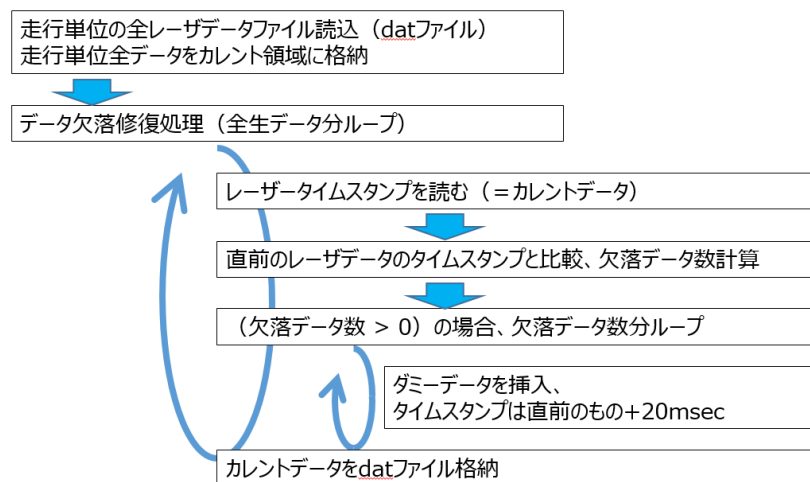 走行単位の全レーザデータファイル読込（datファイル）
走行単位全データをカレント領域に格納
データ欠落修復処理（全生データ分ループ）
レーザータイムスタンプを読む（＝カレントデータ）
直前のレーザデータのタイムスタンプと比較、欠落データ数計算
（欠落データ数 > 0）の場合、欠落データ数分ループ
ダミーデータを挿入、
タイムスタンプは直前のもの+20msec
カレントデータをdatファイル格納